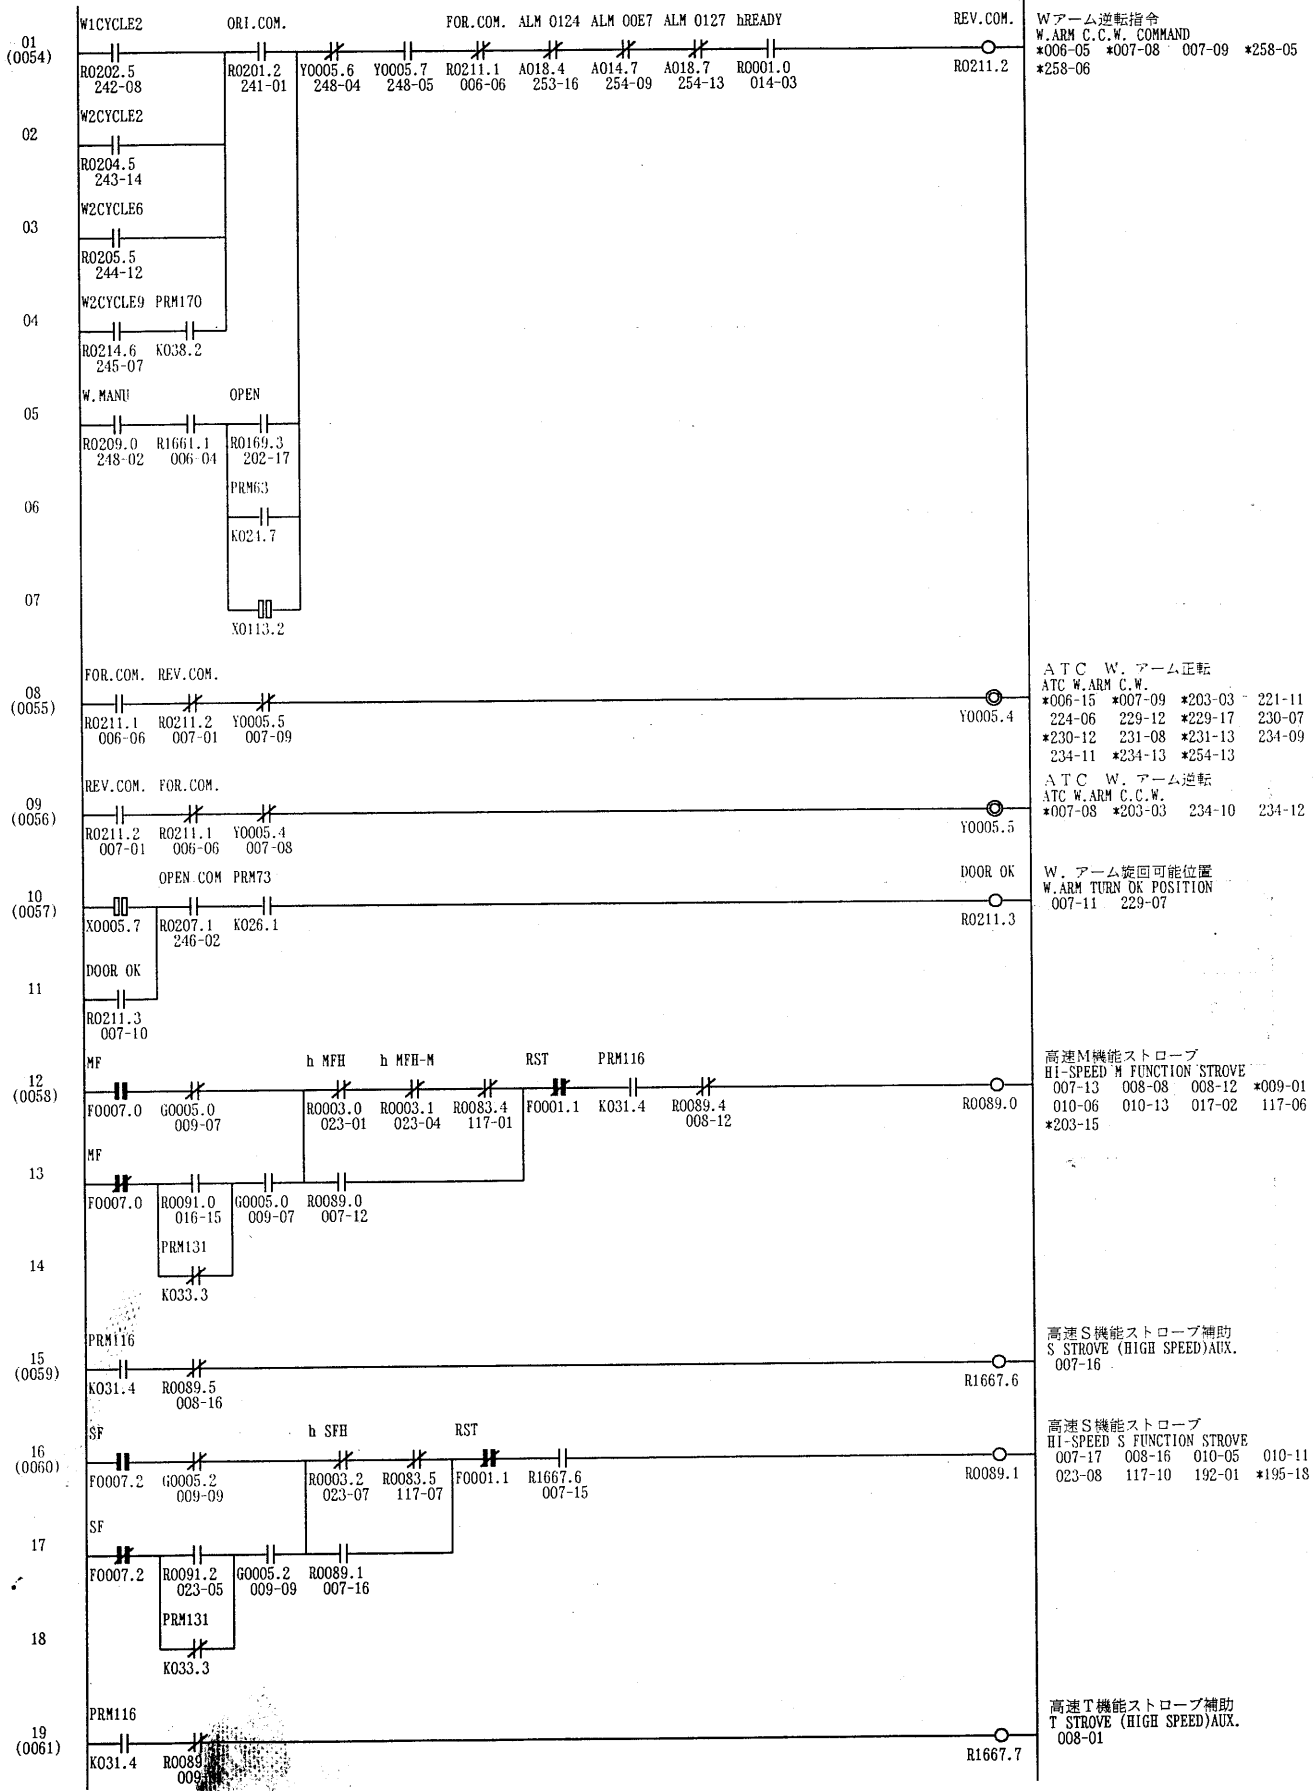 W1CYCLE2 ORI.COM. FOR.COM. ALM 0124 ALM 00E7 ALM 0127 hREADY REV.COM. Wアーム逆転指令
W.ARM C.C.W. COMMAND
01
(0054)
*006-05 *007-08 007-09 *258-05
*258-06
R0202.5 R0201.2 Y0005.6 Y0005.7 R0211.1 A018.4 A014.7 A018.7 R0001.0 R0211.2
242-08 241-01 248-04 248-05 006-06 253-16 254-09 254-13 014-03
W2CYCLE2
02
R0204.5
243-14
W2CYCLE6
03
R0205.5
244-12
W2CYCLE9 PRM170
04
R0214.6 K038.2
245-07
W.MANU OPEN
05
R0209.0 R1661.1 R0169.3
248-02 006-04 202-17
PRM63
06
K021.7
07
X0113.2
FOR.COM. REV.COM. ATC W. アーム正転
ATC W.ARM C.W.
08
(0055)
*006-15 *007-09 *203-03 221-11
R0211.1 R0211.2 Y0005.5 Y0005.4
006-06 007-01 007-09
224-06 229-12 *229-17 230-07
*230-12 231-08 *231-13 234-09
234-11 *234-13 *254-13
REV.COM. FOR.COM. ATC W. アーム逆転
ATC W.ARM C.C.W.
09
(0056)
*007-08 *203-03 234-10 234-12
R0211.2 R0211.1 Y0005.4 Y0005.5
007-01 006-06 007-08
OPEN.COM PRM73 DOOR OK W. アーム旋回可能位置
W.ARM TURN OK POSITION
10
(0057)
007-11 229-07
X0005.7 R0207.1 K026.1 R0211.3
246-02
DOOR OK
11
R0211.3
007-10
MF h MFH h MFH-M RST PRM116 高速M機能ストローブ
HI-SPEED M FUNCTION STROVE
12
(0058)
007-13 008-08 008-12 *009-01
F0007.0 G0005.0 R0003.0 R0003.1 R0083.4 F0001.1 K031.4 R0089.4 R0089.0
009-07 023-01 023-04 117-01 008-12
010-06 010-13 017-02 117-06
*203-15
MF
13
F0007.0 R0091.0 G0005.0 R0089.0
016-15 009-07 007-12
PRM131
14
K033.3
PRM116 高速S機能ストローブ補助
S STROVE (HIGH SPEED)AUX.
15
(0059)
007-16
K031.4 R0089.5 R1667.6
008-16
SF h SFH RST 高速S機能ストローブ
HI-SPEED S FUNCTION STROVE
16
(0060)
007-17 008-16 010-05 010-11
F0007.2 G0005.2 R0003.2 R0083.5 F0001.1 R1667.6 R0089.1
009-09 023-07 117-07 007-15
023-08 117-10 192-01 *195-18
SF
17
F0007.2 R0091.2 G0005.2 R0089.1
023-05 009-09 007-16
PRM131
18
K033.3
PRM116 高速T機能ストローブ補助
T STROVE (HIGH SPEED)AUX.
19
(0061)
008-01
K031.4 R0089 R1667.7